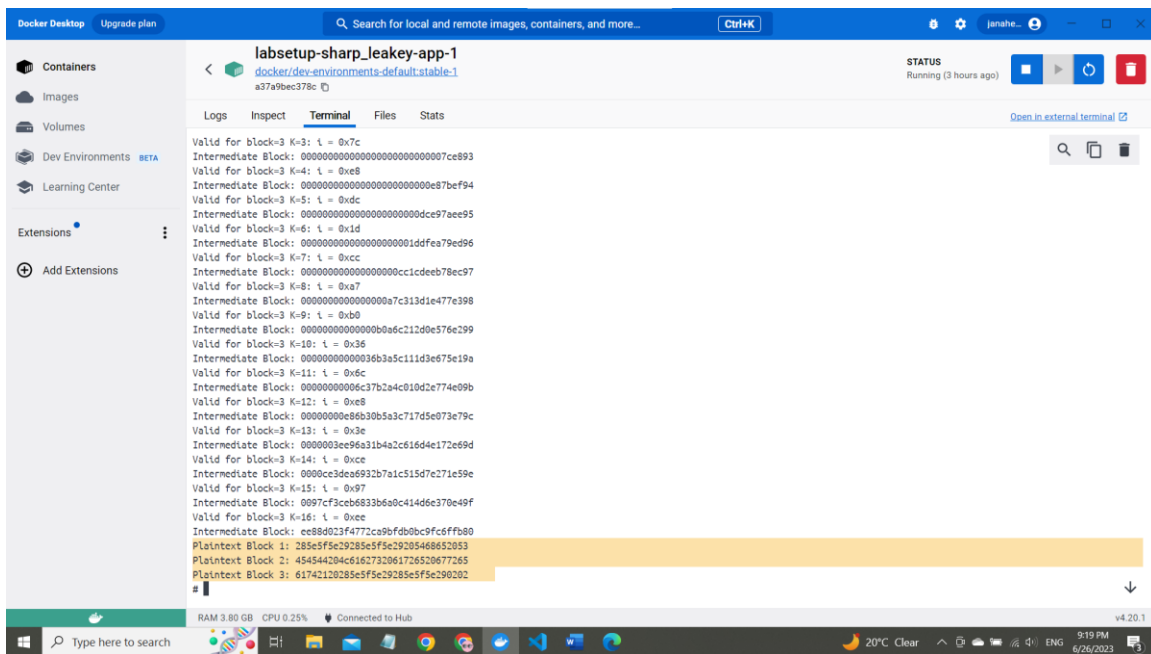 Docker Desktop Upgrade plan Search for local and remote images, containers, and more... Ctrl+K janahe...
Containers
Images
Volumes
Dev Environments BETA
Learning Center
Extensions
Add Extensions
labsetup-sharp_leakey-app-1
docker/dev-environments-default:stable-1
a37a9bec378c
STATUS
Running (3 hours ago)
Logs Inspect Terminal Files Stats
Open in external terminal
Valid for block=3 K=3: i = 0x7c
Intermediate Block: 00000000000000000000000007ce893
Valid for block=3 K=4: i = 0xe8
Intermediate Block: 000000000000000000000000e87bef94
Valid for block=3 K=5: i = 0xdc
Intermediate Block: 0000000000000000000000dce97aee95
Valid for block=3 K=6: i = 0x1d
Intermediate Block: 000000000000000000001ddfea79ed96
Valid for block=3 K=7: i = 0xcc
Intermediate Block: 000000000000000000cc1cdeeb78ec97
Valid for block=3 K=8: i = 0xa7
Intermediate Block: 0000000000000000a7c313d1e477e398
Valid for block=3 K=9: i = 0xb0
Intermediate Block: 00000000000000b0a6c212d0e576e299
Valid for block=3 K=10: i = 0x36
Intermediate Block: 00000000000036b3a5c111d3e675e19a
Valid for block=3 K=11: i = 0x6c
Intermediate Block: 00000000006c37b2a4c010d2e774e09b
Valid for block=3 K=12: i = 0xe8
Intermediate Block: 00000000e86b30b5a3c717d5e073e79c
Valid for block=3 K=13: i = 0x3e
Intermediate Block: 0000003ee96a31b4a2c616d4e172e69d
Valid for block=3 K=14: i = 0xce
Intermediate Block: 0000ce3dea6932b7a1c515d7e271e59e
Valid for block=3 K=15: i = 0x97
Intermediate Block: 0097cf3ceb6833b6a0c414d6e370e49f
Valid for block=3 K=16: i = 0xee
Intermediate Block: ee88d023f4772ca9bfdb0bc9fc6ffb80
Plaintext Block 1: 285e5f5e29285e5f5e29205468652053
Plaintext Block 2: 454544204c6162732061726520677265
Plaintext Block 3: 61742120285e5f5e29285e5f5e290202
#
RAM 3.80 GB CPU 0.25% Connected to Hub v4.20.1
Type here to search 20°C Clear ENG 9:19 PM
6/26/2023